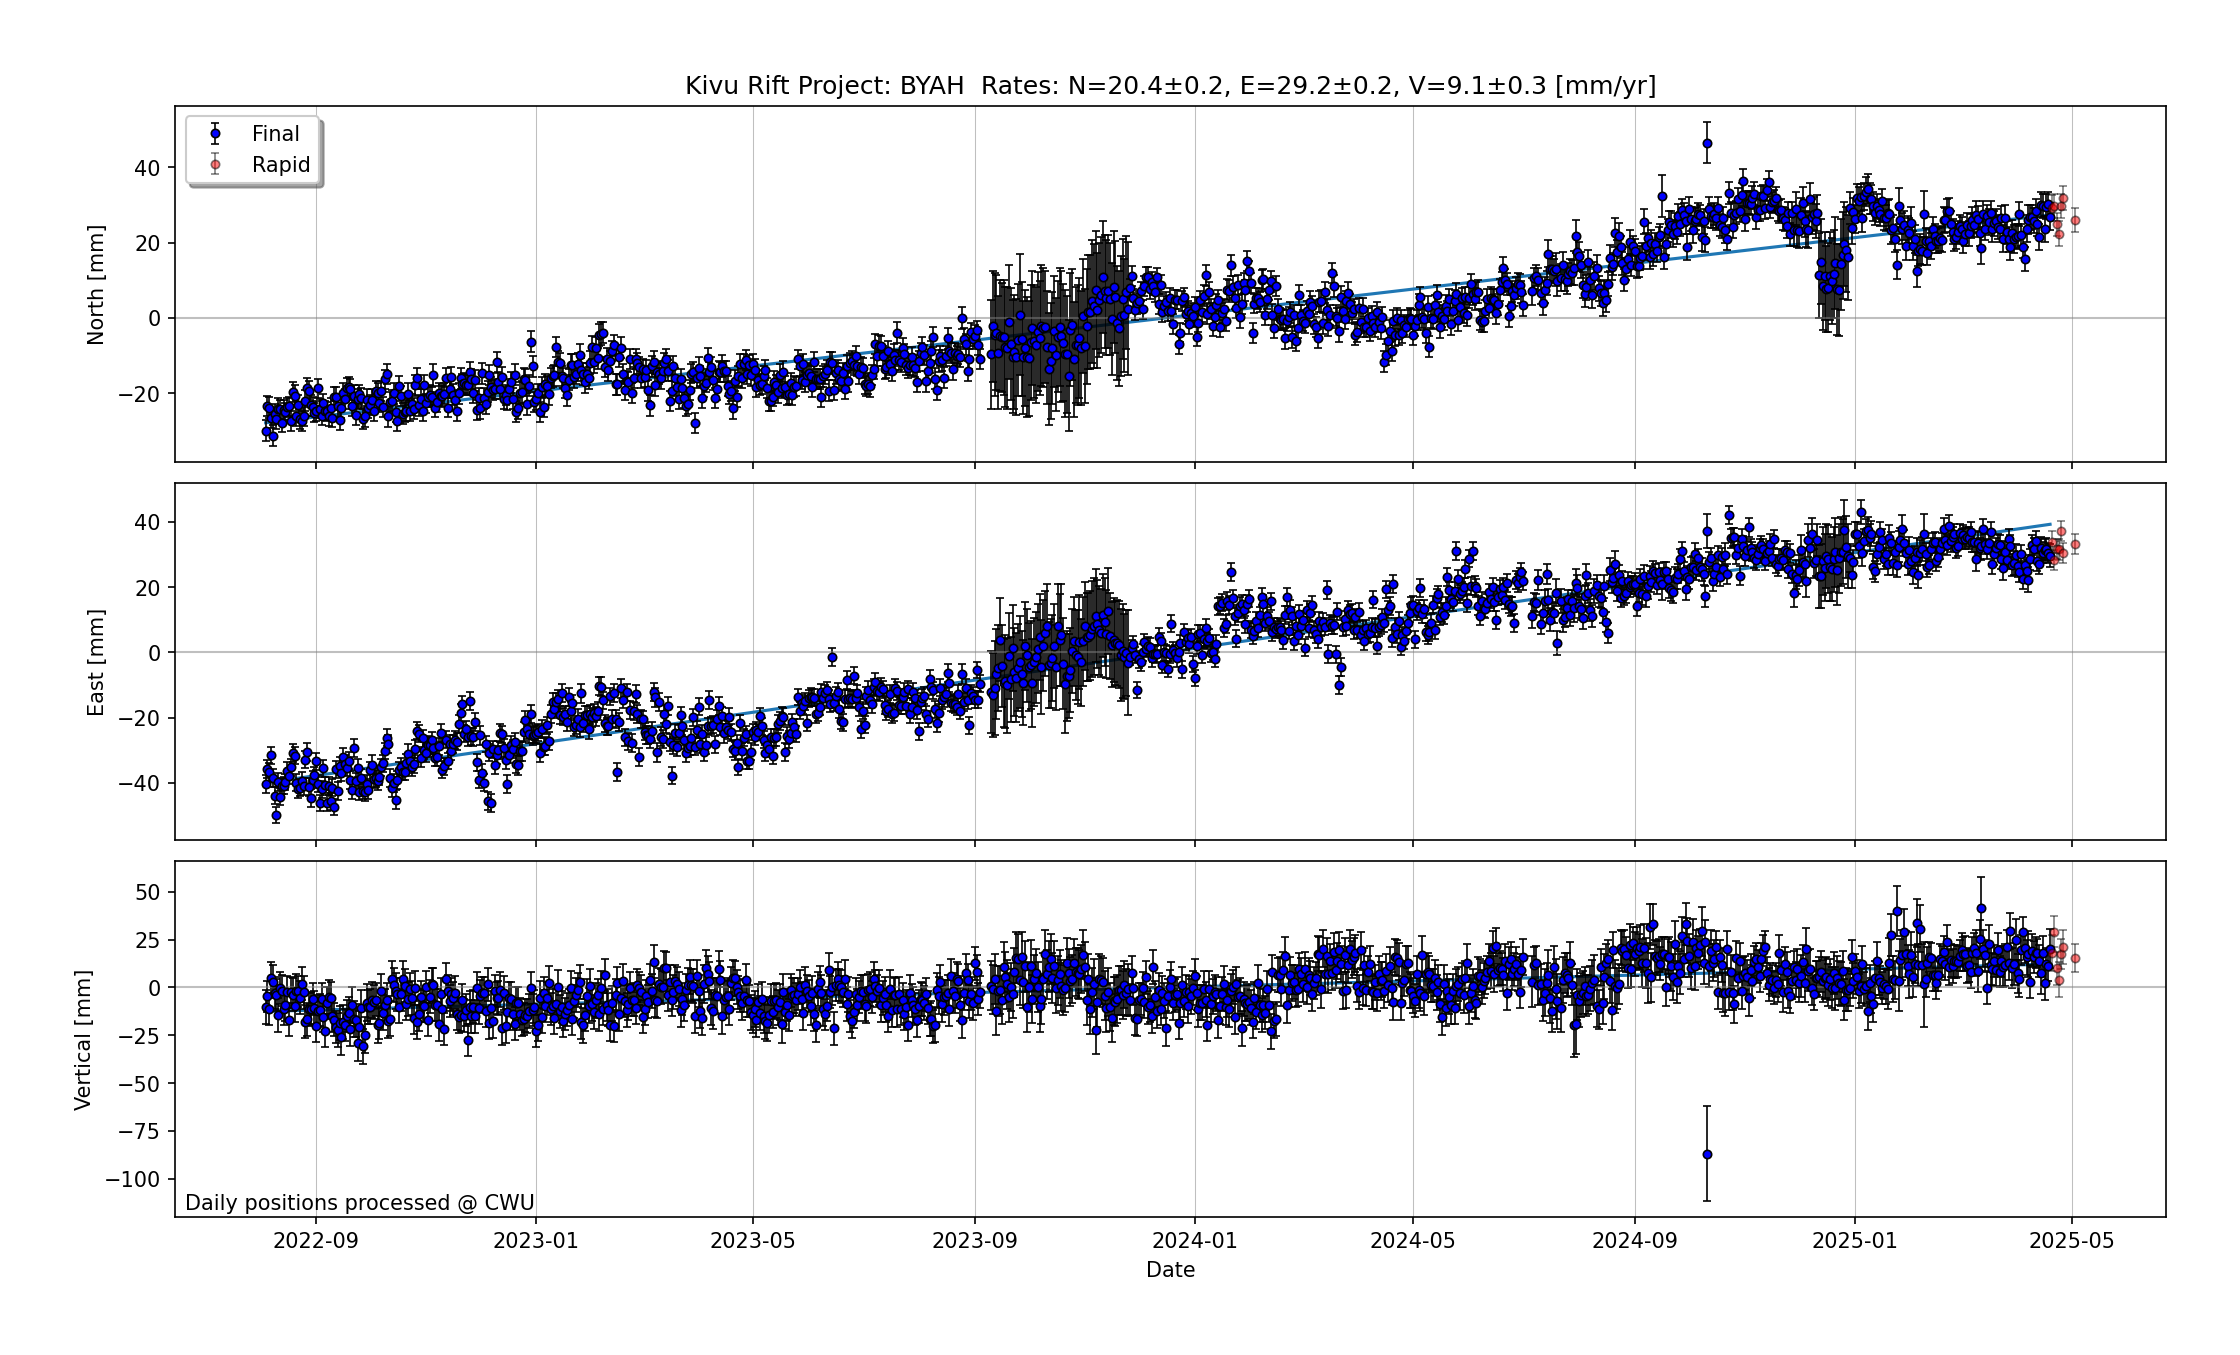 Kivu Rift Project: BYAH  Rates: N=20.4±0.2, E=29.2±0.2, V=9.1±0.3 [mm/yr]
Final
Rapid
North [mm]
40
20
0
−20
East [mm]
40
20
0
−20
−40
Vertical [mm]
50
25
0
−25
−50
−75
−100
Daily positions processed @ CWU
2022-09 2023-01 2023-05 2023-09 2024-01 2024-05 2024-09 2025-01 2025-05
Date